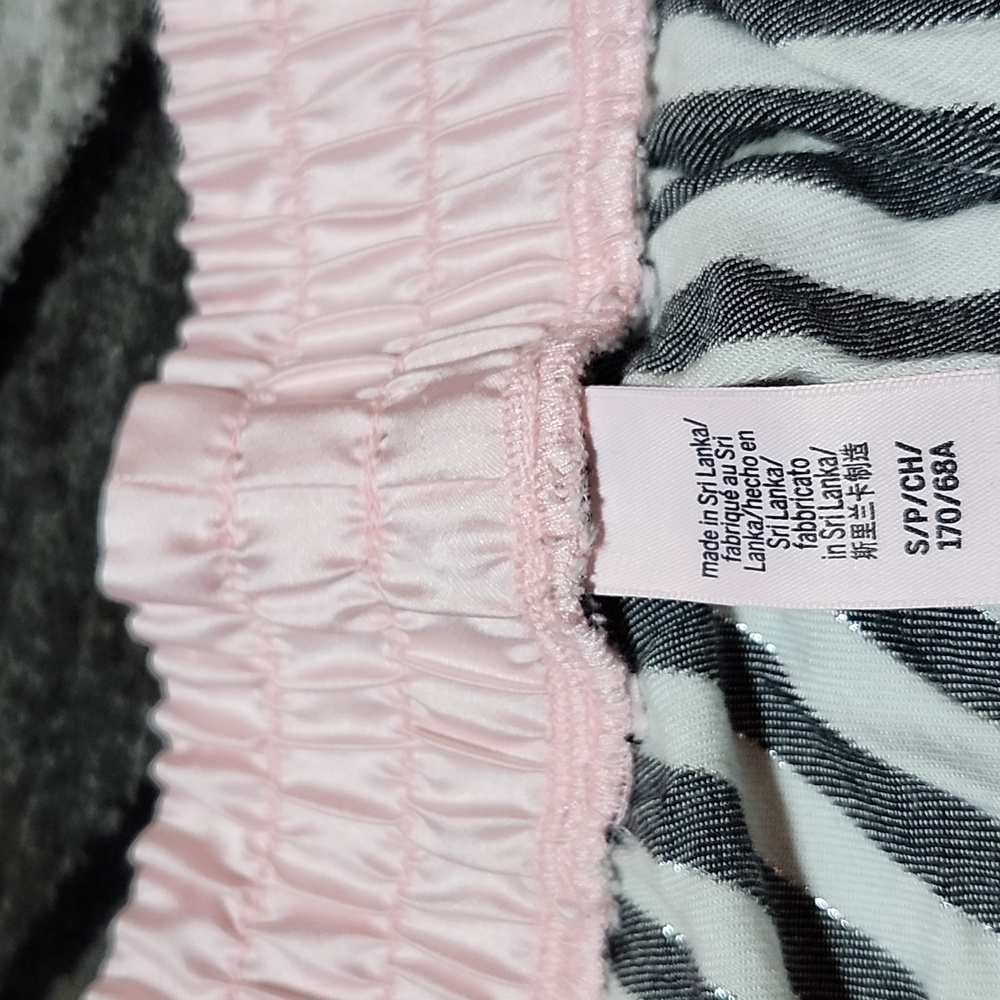 made in Sri Lanka/
fabriqué au Sri
Lanka/hecho en
Sri Lanka/
fabbricato
in Sri Lanka/
斯里兰卡制造
S/P/CH/
170/68A